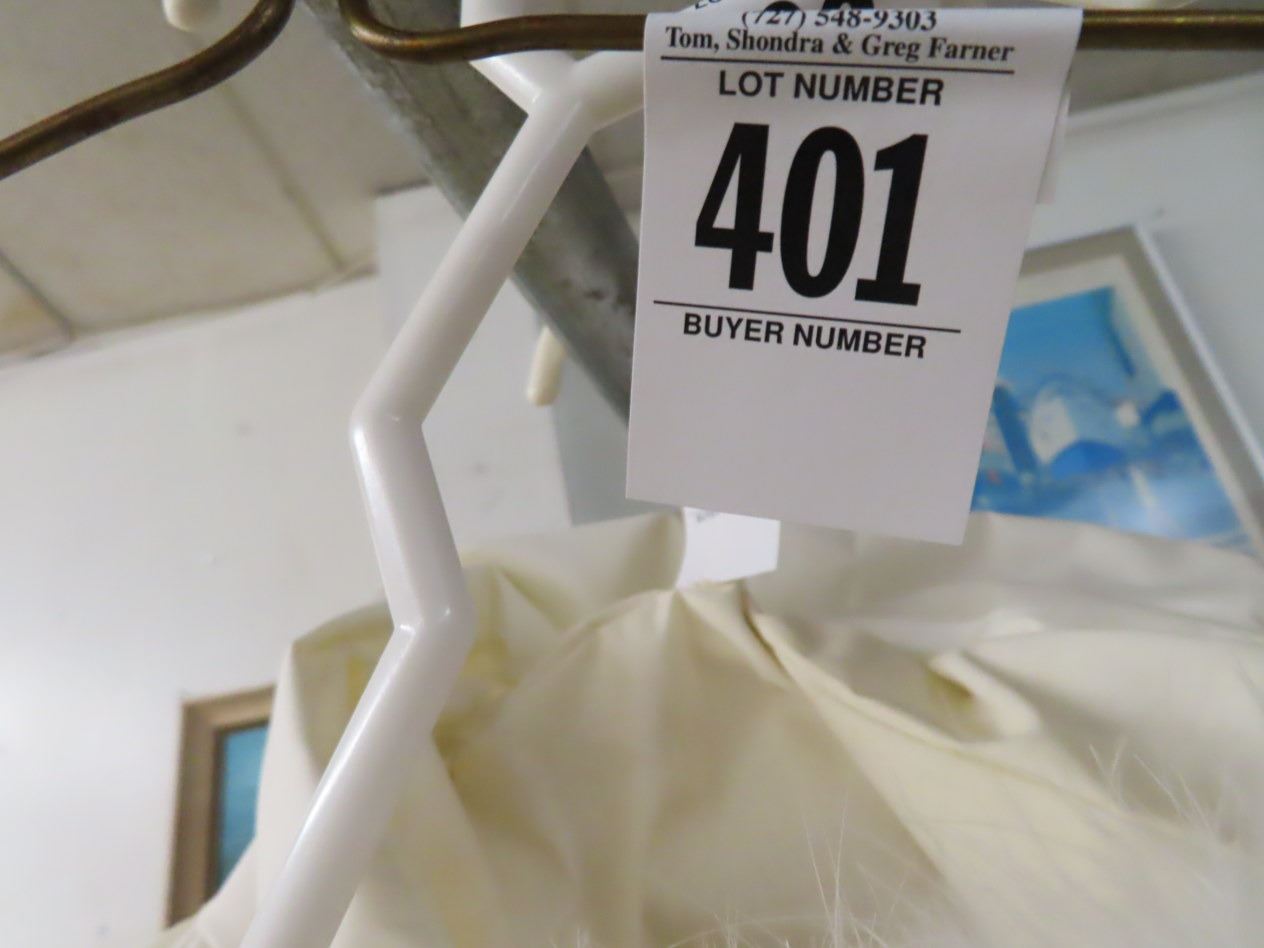 (727) 548-9303
Tom, Shondra & Greg Farner
LOT NUMBER
401
BUYER NUMBER